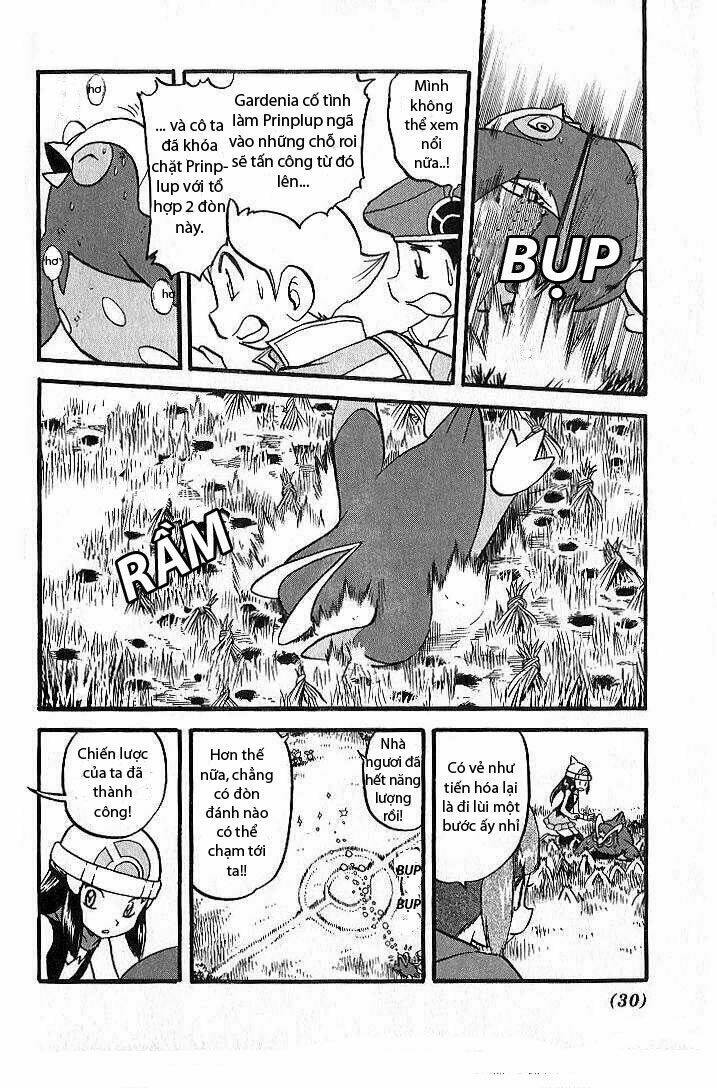 BỤP
Mình
không
thể xem
nổi
nữa..!
Gardenia cố tình
làm Prinplup ngã
vào những chỗ roi
sẽ tấn công từ đó
lên...
... và cô ta
đã khóa
chặt Prinp-
lup với tổ
hợp 2 đòn
này.
hơ
hơ
hơ
RẦM
Có vẻ như
tiến hóa lại
là đi lùi một
bước ấy nhỉ
Nhà
ngươi đã
hết năng
lượng
rồi!
BỤP
BỤP
Hơn thế
nữa, chẳng
có đòn
đánh nào
có thể
chạm tới
ta!!
Chiến lược
của ta đã
thành
công!
(30)